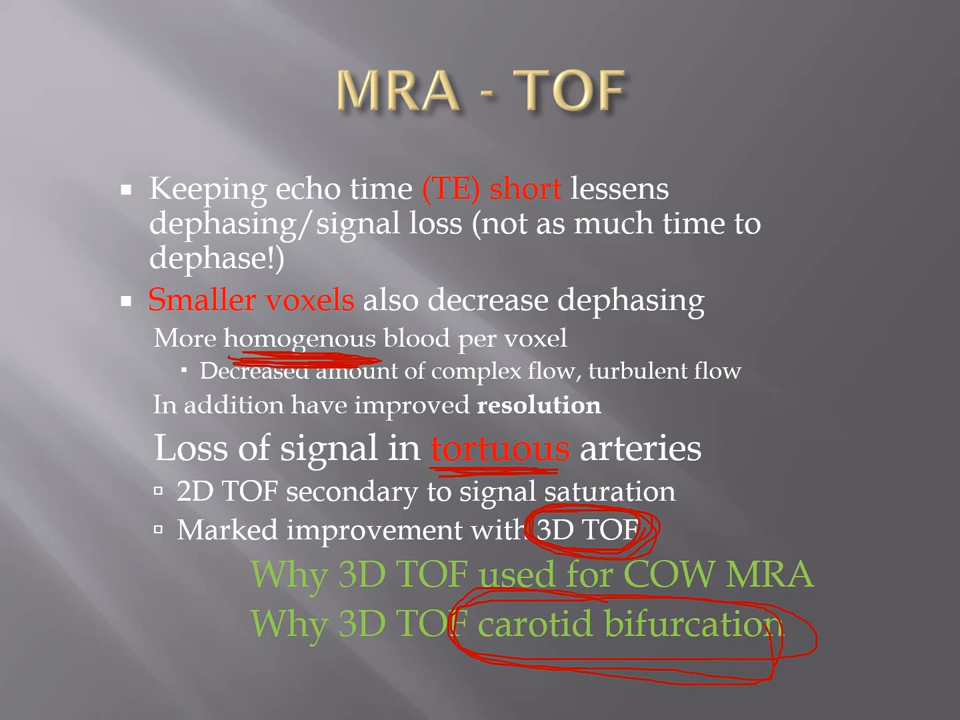 MRA - TOF
Keeping echo time (TE) short lessens
dephasing/signal loss (not as much time to
dephase!)
Smaller voxels also decrease dephasing
More homogenous blood per voxel
Decreased amount of complex flow, turbulent flow
In addition have improved resolution
Loss of signal in tortuous arteries
2D TOF secondary to signal saturation
Marked improvement with 3D TOF
Why 3D TOF used for COW MRA
Why 3D TOF carotid bifurcation